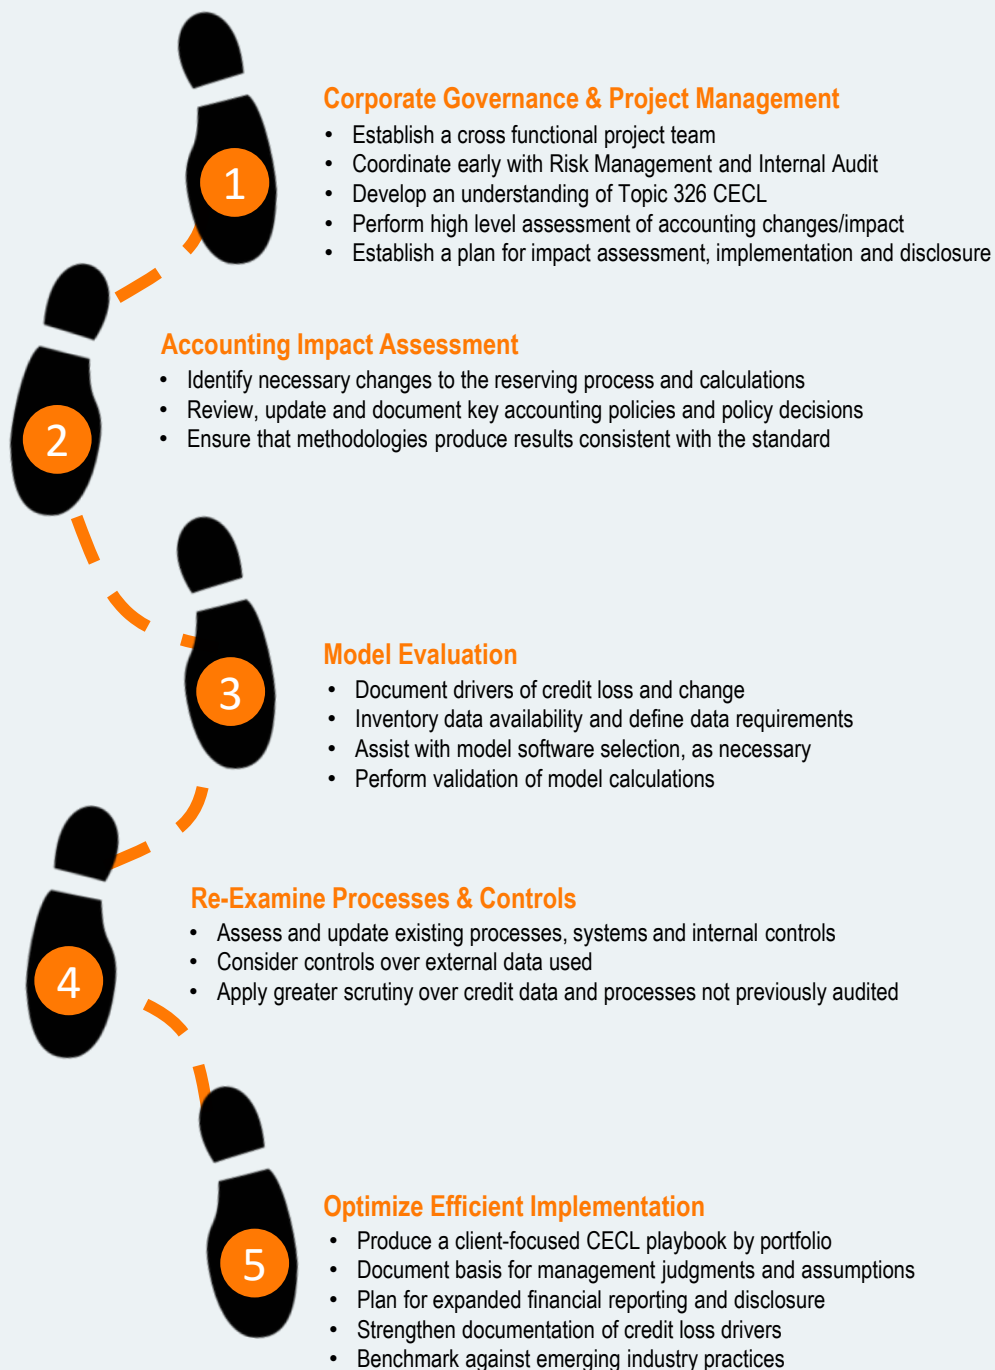 1
Corporate Governance & Project Management
• Establish a cross functional project team
• Coordinate early with Risk Management and Internal Audit
• Develop an understanding of Topic 326 CECL
• Perform high level assessment of accounting changes/impact
• Establish a plan for impact assessment, implementation and disclosure
2
Accounting Impact Assessment
• Identify necessary changes to the reserving process and calculations
• Review, update and document key accounting policies and policy decisions
• Ensure that methodologies produce results consistent with the standard
3
Model Evaluation
• Document drivers of credit loss and change
• Inventory data availability and define data requirements
• Assist with model software selection, as necessary
• Perform validation of model calculations
4
Re-Examine Processes & Controls
• Assess and update existing processes, systems and internal controls
• Consider controls over external data used
• Apply greater scrutiny over credit data and processes not previously audited
5
Optimize Efficient Implementation
• Produce a client-focused CECL playbook by portfolio
• Document basis for management judgments and assumptions
• Plan for expanded financial reporting and disclosure
• Strengthen documentation of credit loss drivers
• Benchmark against emerging industry practices